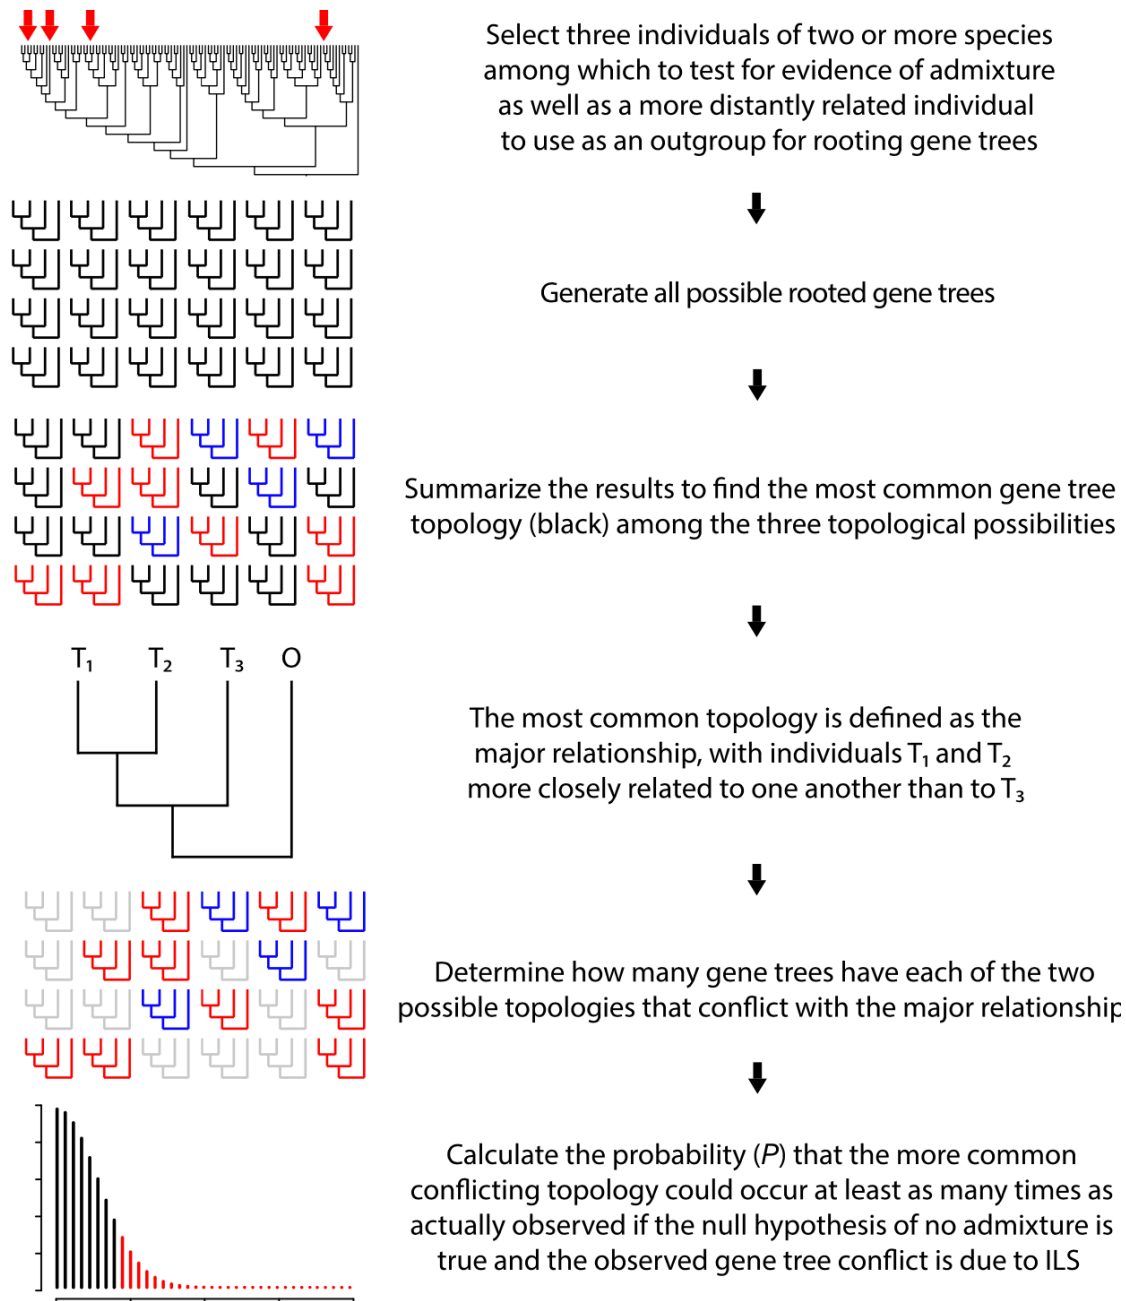 Select three individuals of two or more species
among which to test for evidence of admixture
as well as a more distantly related individual
to use as an outgroup for rooting gene trees
Generate all possible rooted gene trees
Summarize the results to find the most common gene tree
topology (black) among the three topological possibilities
T₁ T₂ T₃ O
The most common topology is defined as the
major relationship, with individuals T₁ and T₂
more closely related to one another than to T₃
Determine how many gene trees have each of the two
possible topologies that conflict with the major relationship
Calculate the probability (P) that the more common
conflicting topology could occur at least as many times as
actually observed if the null hypothesis of no admixture is
true and the observed gene tree conflict is due to ILS